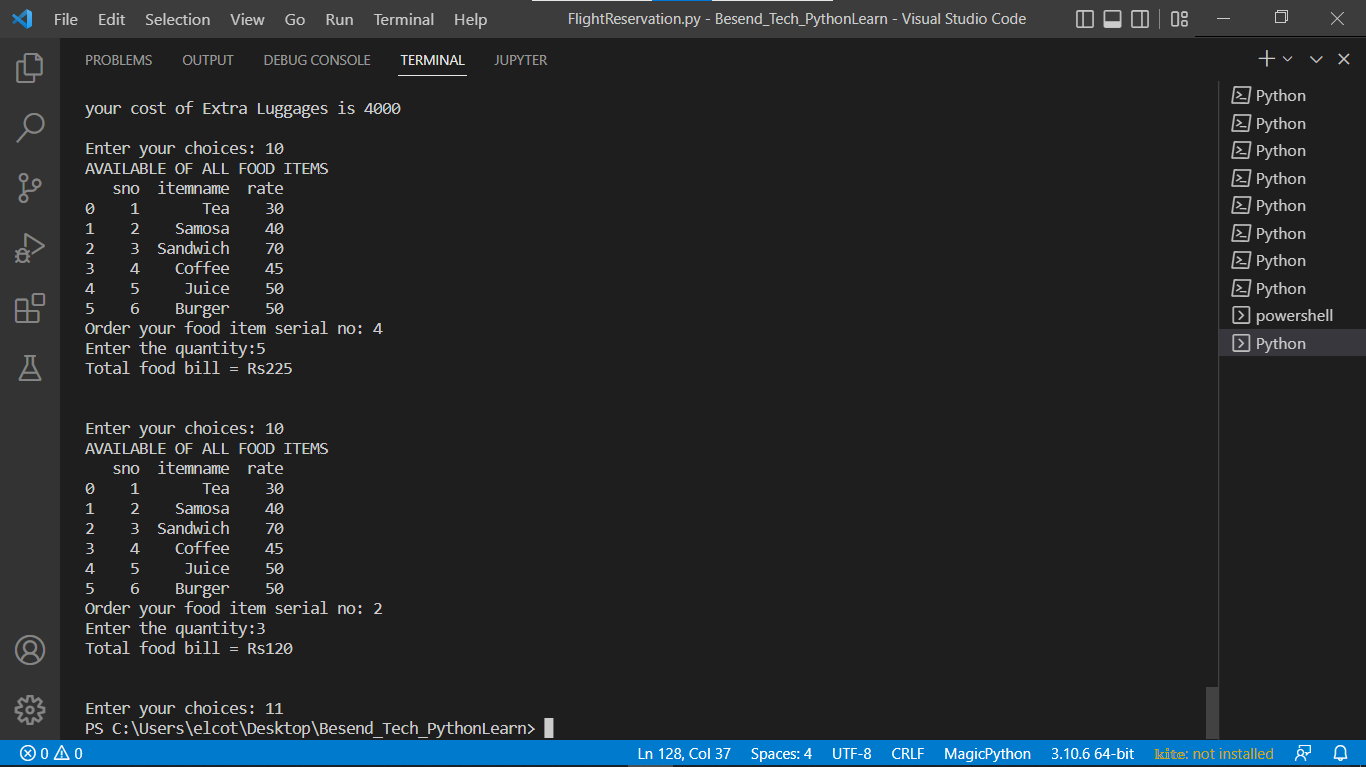 File Edit Selection View Go Run Terminal Help FlightReservation.py - Besend_Tech_PythonLearn - Visual Studio Code
PROBLEMS OUTPUT DEBUG CONSOLE TERMINAL JUPYTER
your cost of Extra Luggages is 4000
Enter your choices: 10
AVAILABLE OF ALL FOOD ITEMS
sno itemname rate
0 1 Tea 30
1 2 Samosa 40
2 3 Sandwich 70
3 4 Coffee 45
4 5 Juice 50
5 6 Burger 50
Order your food item serial no: 4
Enter the quantity:5
Total food bill = Rs225
Enter your choices: 10
AVAILABLE OF ALL FOOD ITEMS
sno itemname rate
0 1 Tea 30
1 2 Samosa 40
2 3 Sandwich 70
3 4 Coffee 45
4 5 Juice 50
5 6 Burger 50
Order your food item serial no: 2
Enter the quantity:3
Total food bill = Rs120
Enter your choices: 11
PS C:\Users\elcot\Desktop\Besend_Tech_PythonLearn>
Python
Python
Python
Python
Python
Python
Python
Python
powershell
Python
0 0 Ln 128, Col 37 Spaces: 4 UTF-8 CRLF MagicPython 3.10.6 64-bit kite: not installed